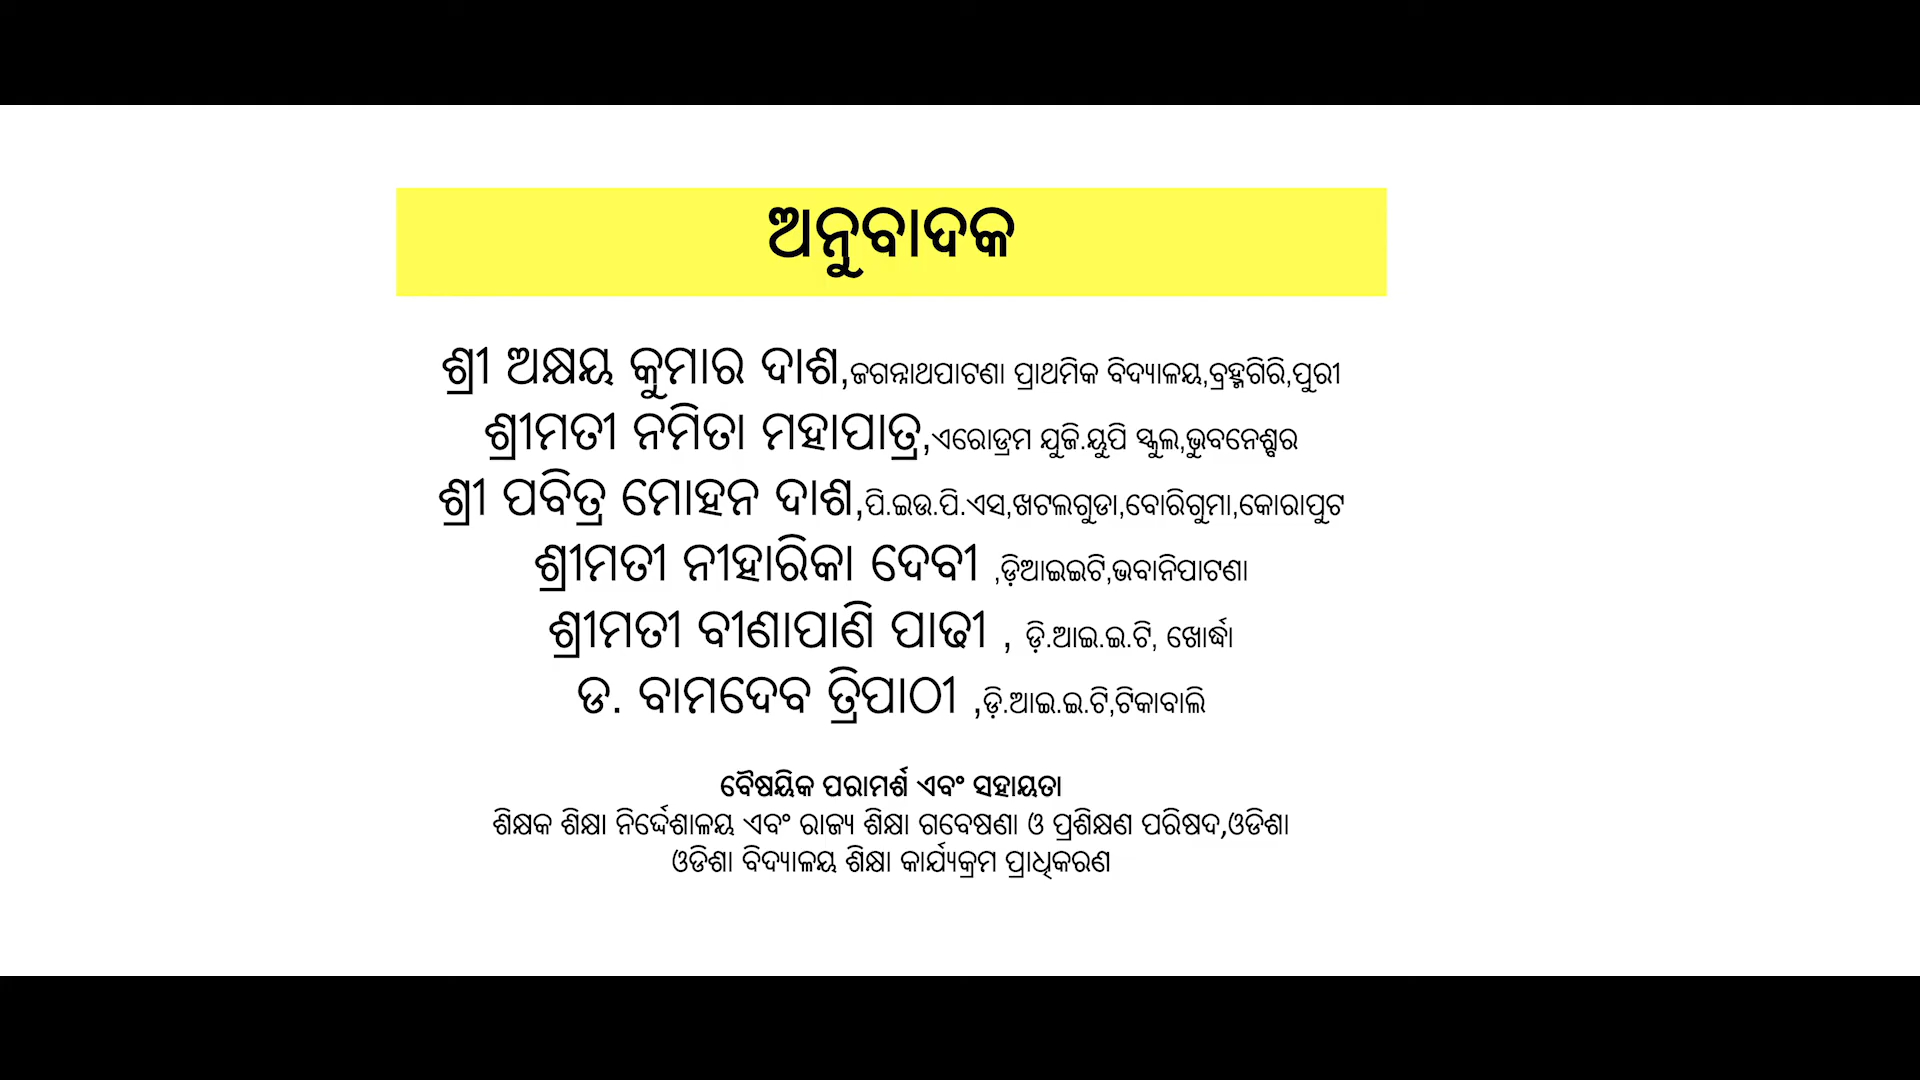 ଅନୁବାଦକ
ଶ୍ରୀ ଅକ୍ଷୟ କୁମାର ଦାଶ,ଜଗନ୍ନାଥପାଟଣା ପ୍ରାଥମିକ ବିଦ୍ୟାଳୟ,ବ୍ରହ୍ମଗିରି,ପୁରୀ
ଶ୍ରୀମତୀ ନମିତା ମହାପାତ୍ର,ଏରୋଡ୍ରମ ଯୁଜି.ୟୁପି ସ୍କୁଲ,ଭୁବନେଶ୍ଵର
ଶ୍ରୀ ପବିତ୍ର ମୋହନ ଦାଶ,ପି.ଇଉ.ପି.ଏସ,ଖଟଲଗୁଡା,ବୋରିଗୁମା,କୋରାପୁଟ
ଶ୍ରୀମତୀ ନୀହାରିକା ଦେବୀ ,ଡ଼ିଆଇଇଟି,ଭବାନିପାଟଣା
ଶ୍ରୀମତୀ ବୀଣାପାଣି ପାଢୀ , ଡ଼ି.ଆଇ.ଇ.ଟି, ଖୋର୍ଦ୍ଧା
ଡ. ବାମଦେବ ତ୍ରିପାଠୀ ,ଡ଼ି.ଆଇ.ଇ.ଟି,ଟିକାବାଲି
ବୈଷୟିକ ପରାମର୍ଶ ଏବଂ ସହାୟତା
ଶିକ୍ଷକ ଶିକ୍ଷା ନିର୍ଦ୍ଦେଶାଳୟ ଏବଂ ରାଜ୍ୟ ଶିକ୍ଷା ଗବେଷଣା ଓ ପ୍ରଶିକ୍ଷଣ ପରିଷଦ,ଓଡିଶା
ଓଡିଶା ବିଦ୍ୟାଳୟ ଶିକ୍ଷା କାର୍ଯ୍ୟକ୍ରମ ପ୍ରାଧିକରଣ